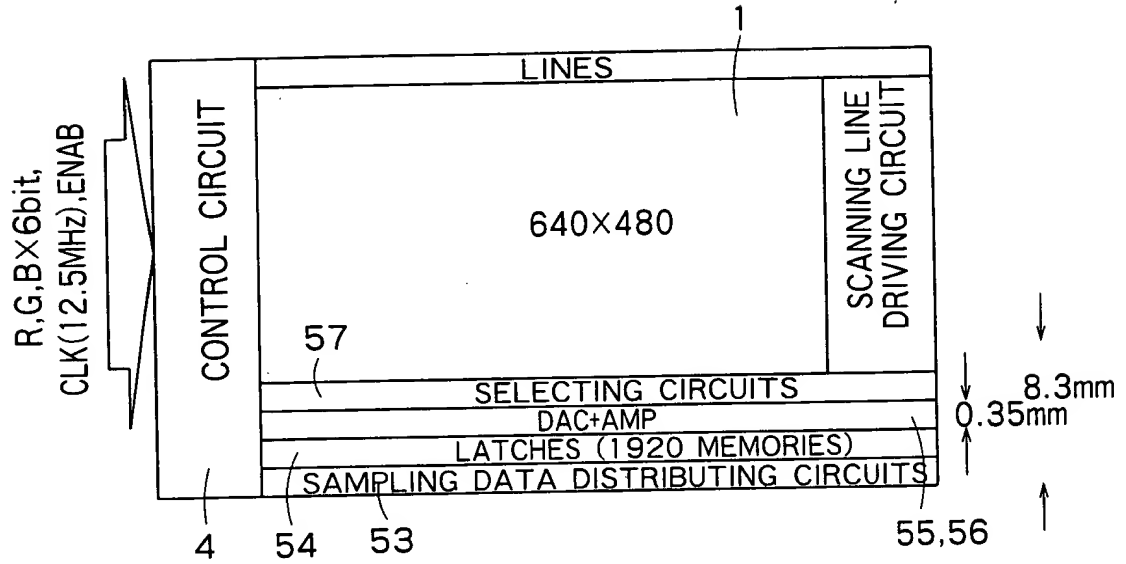 1
LINES
R,G,B×6bit,
CLK(12.5MHz),ENAB
CONTROL CIRCUIT
640×480
SCANNING LINE
DRIVING CIRCUIT
57
SELECTING CIRCUITS
8.3mm
DAC+AMP
0.35mm
LATCHES (1920 MEMORIES)
SAMPLING DATA DISTRIBUTING CIRCUITS
4
54
53
55,56